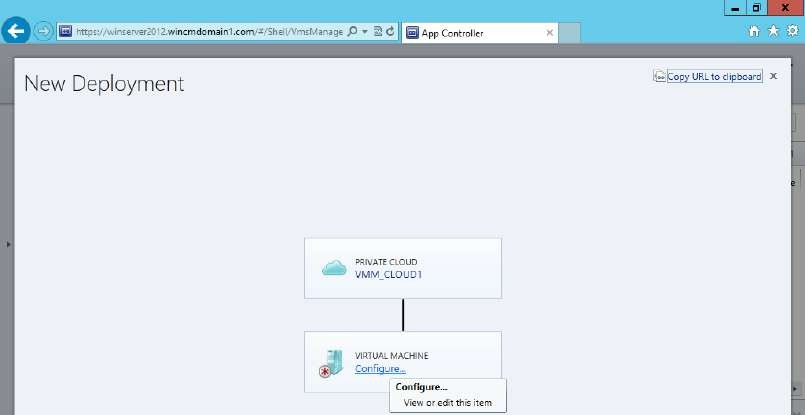 https://winserver2012.wincmdomain1.com/#/Shell/VmsManage
App Controller
New Deployment
Copy URL to clipboard
x
PRIVATE CLOUD
VMM_CLOUD1
VIRTUAL MACHINE
Configure...
Configure...
View or edit this item